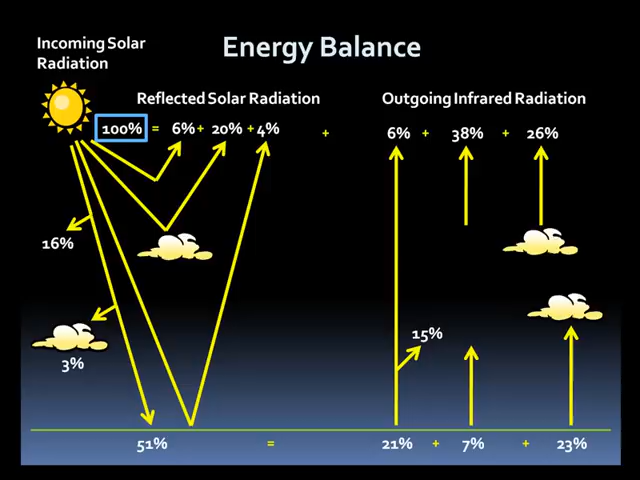 Incoming Solar
Radiation
Energy Balance
Reflected Solar Radiation
Outgoing Infrared Radiation
100% = 6% + 20% + 4% + 6% + 38% + 26%
16%
15%
3%
51% = 21% + 7% + 23%